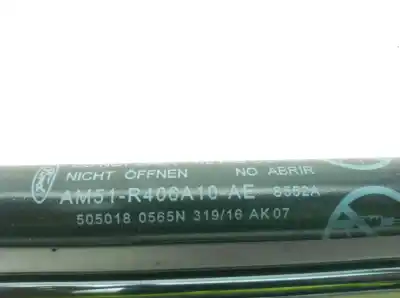 NICHT ÖFFNEN NO ABRIR
AM51-R406A10-AE 8552A
505018 0565N 319/16 AK07